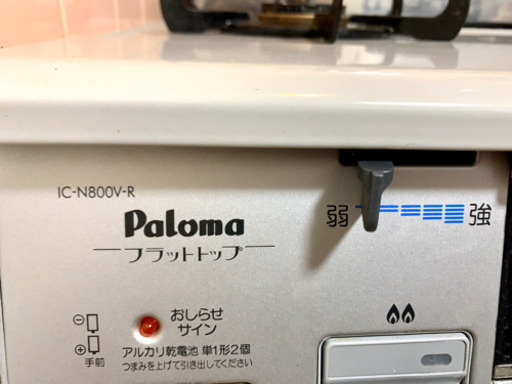 IC-N800V-R
Paloma
フラットトップ
弱 強
おしらせ
サイン
アルカリ乾電池 単1形2個
つまみを上げて引き出してください
⊖
⊕
手前